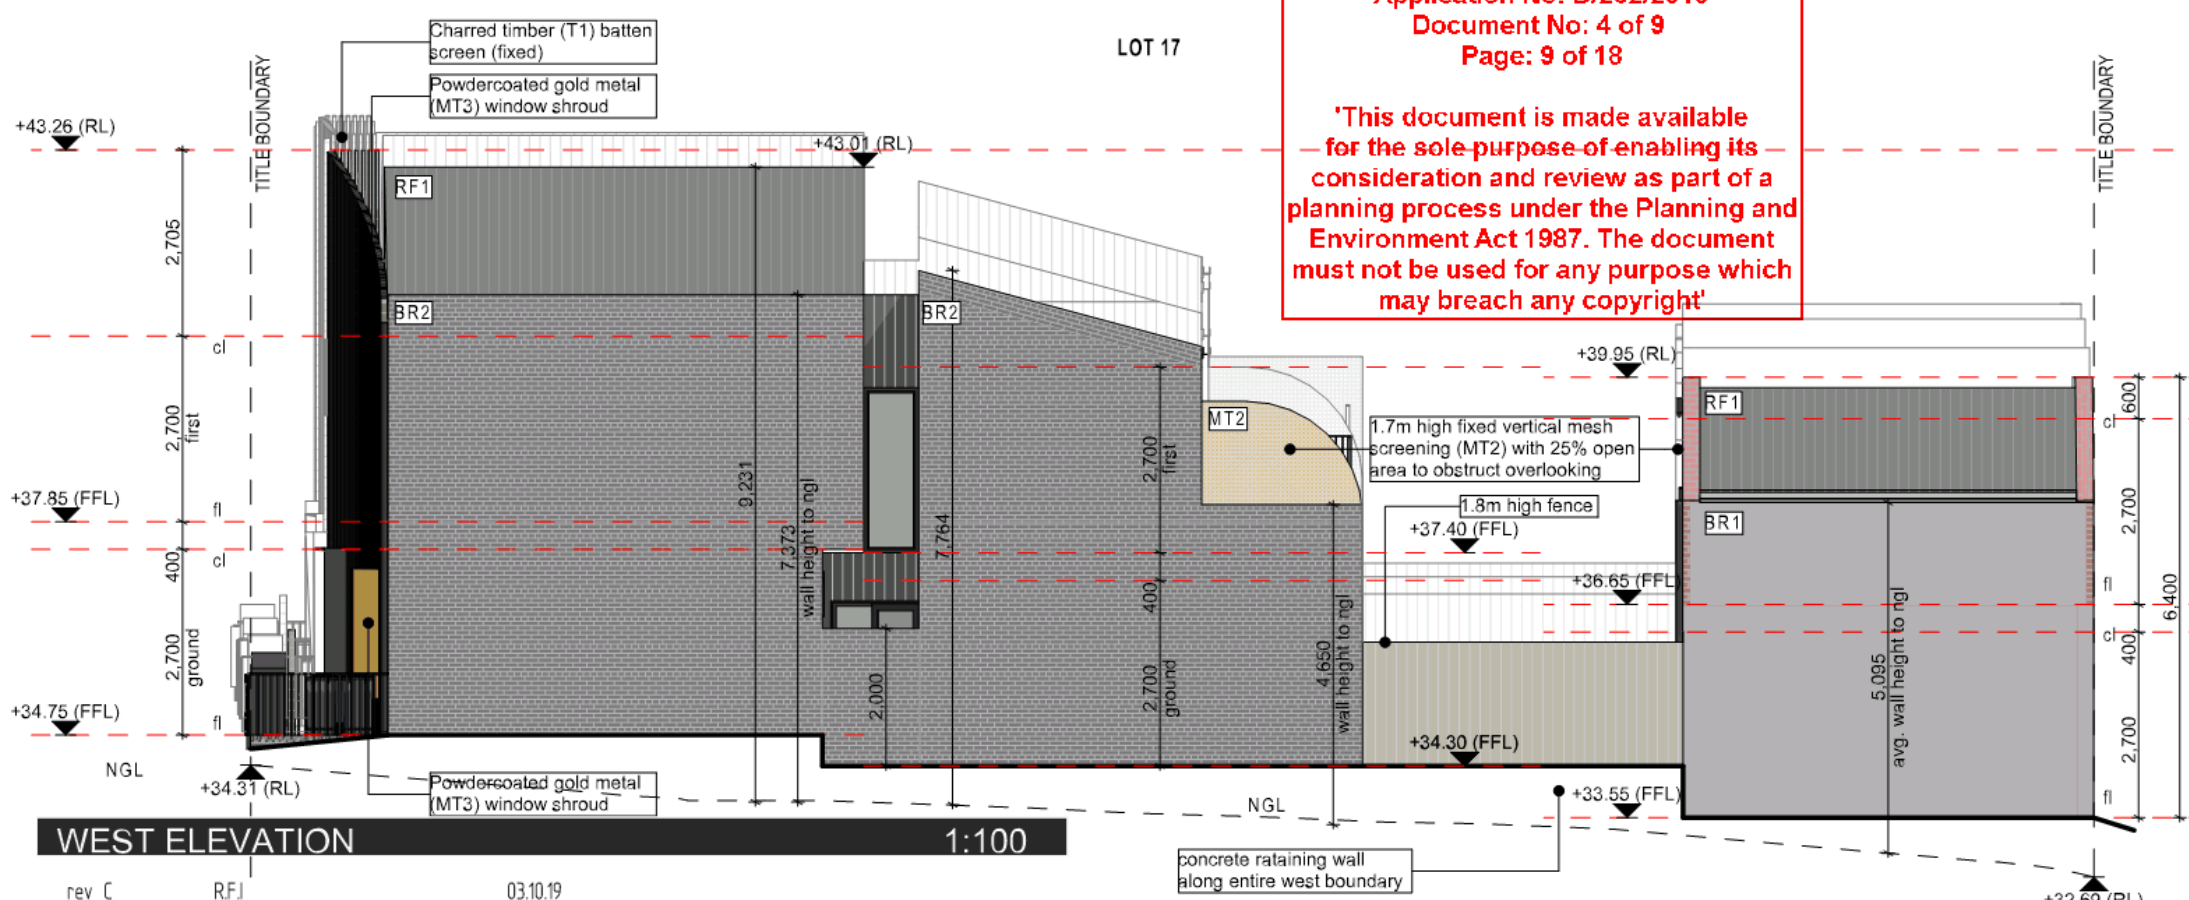 Document No: 4 of 9
Page: 9 of 18
'This document is made available
for the sole purpose of enabling its
consideration and review as part of a
planning process under the Planning and
Environment Act 1987. The document
must not be used for any purpose which
may breach any copyright'
LOT 17
Charred timber (T1) batten
screen (fixed)
Powdercoated gold metal
(MT3) window shroud
TITLE BOUNDARY
TITLE BOUNDARY
+43.26 (RL)
+43.01 (RL)
RF1
BR2
BR2
2,705
cl
2,700
first
+37.85 (FFL)
fl
400
cl
2,700
ground
+34.75 (FFL)
fl
NGL
+34.31 (RL)
Powdercoated gold metal
(MT3) window shroud
9,231
7,373
wall height to ngl
7,764
2,000
2,700
first
400
2,700
ground
MT2
1.7m high fixed vertical mesh
screening (MT2) with 25% open
area to obstruct overlooking
1.8m high fence
+37.40 (FFL)
+39.95 (RL)
+36.65 (FFL)
4,650
wall height to ngl
+34.30 (FFL)
+33.55 (FFL)
NGL
RF1
BR1
5,095
avg. wall height to ngl
600
cl
2,700
fl
6,400
cl
400
2,700
fl
concrete rataining wall
along entire west boundary
+32.69 (RL)
WEST ELEVATION
1:100
rev C
R.F.I
03.10.19